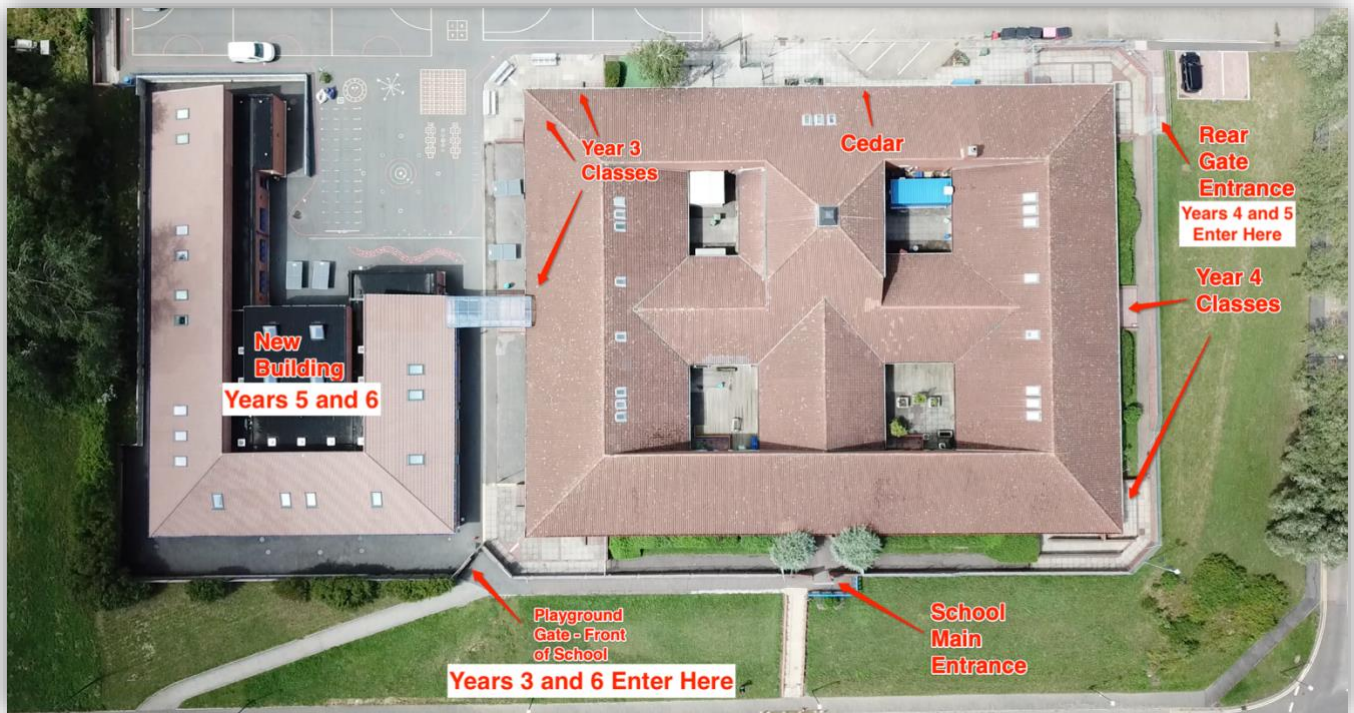 Year 3
Classes
Cedar
Rear
Gate
Entrance
Years 4 and 5
Enter Here
Year 4
Classes
New
Building
Years 5 and 6
Playground
Gate - Front
of School
Years 3 and 6 Enter Here
School
Main
Entrance